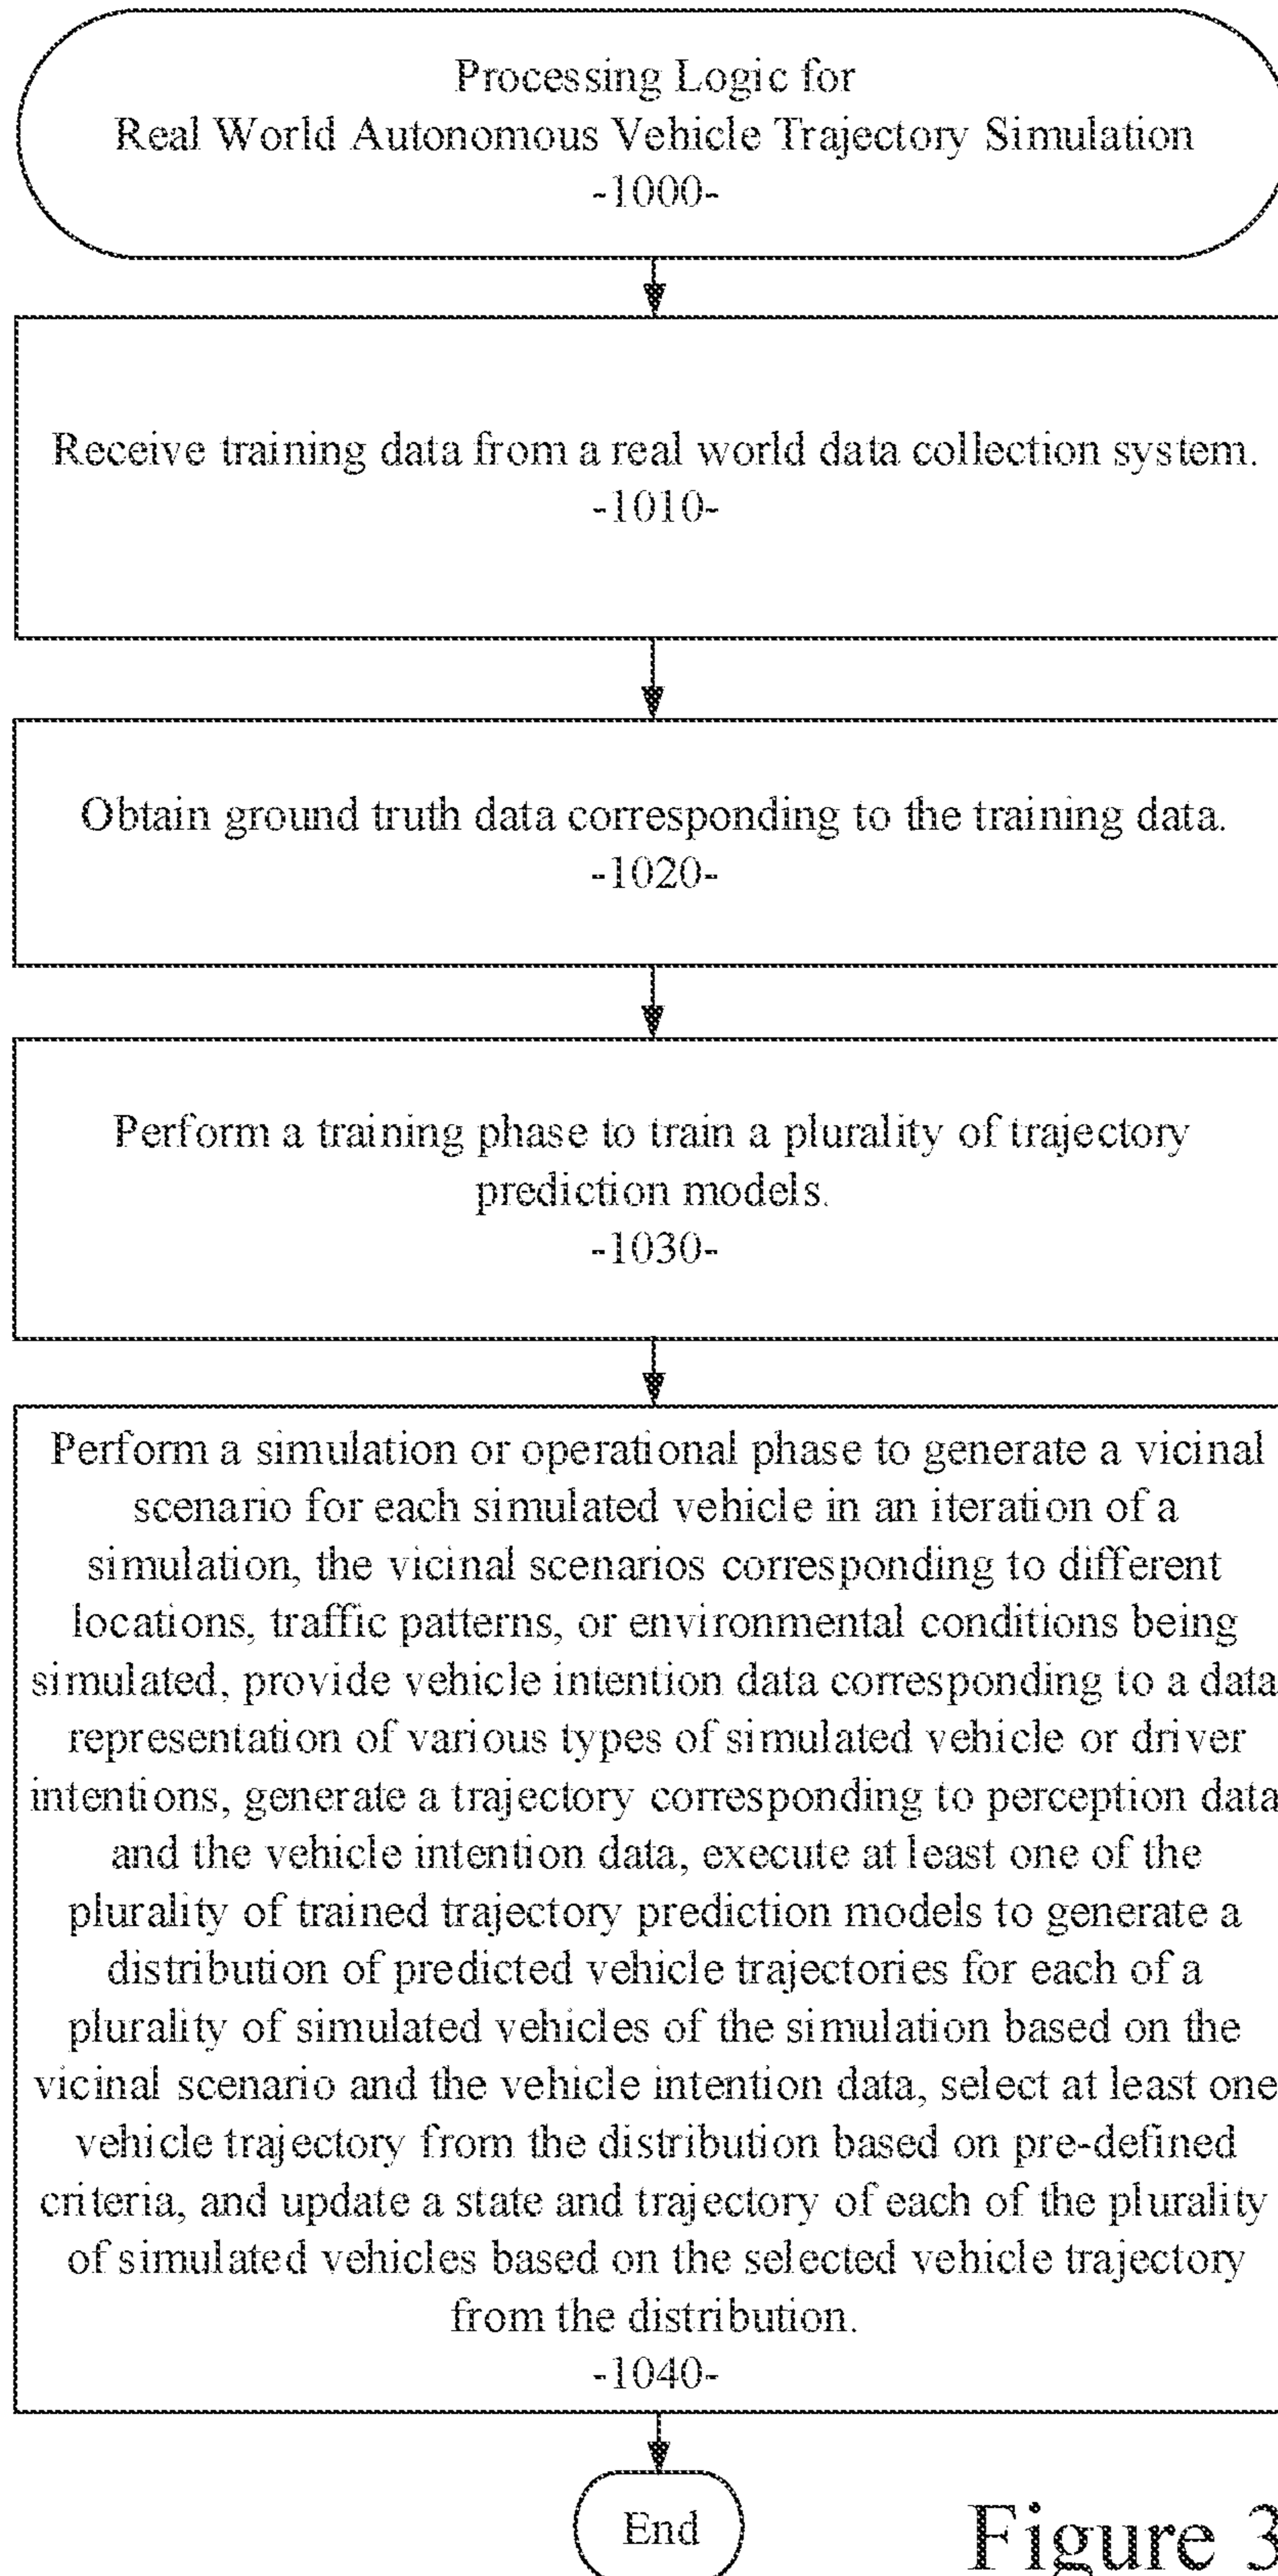 Processing Logic for
Real World Autonomous Vehicle Trajectory Simulation
-1000-
Receive training data from a real world data collection system.
-1010-
Obtain ground truth data corresponding to the training data.
-1020-
Perform a training phase to train a plurality of trajectory
prediction models.
-1030-
Perform a simulation or operational phase to generate a vicinal
scenario for each simulated vehicle in an iteration of a
simulation, the vicinal scenarios corresponding to different
locations, traffic patterns, or environmental conditions being
simulated, provide vehicle intention data corresponding to a data
representation of various types of simulated vehicle or driver
intentions, generate a trajectory corresponding to perception data
and the vehicle intention data, execute at least one of the
plurality of trained trajectory prediction models to generate a
distribution of predicted vehicle trajectories for each of a
plurality of simulated vehicles of the simulation based on the
vicinal scenario and the vehicle intention data, select at least one
vehicle trajectory from the distribution based on pre-defined
criteria, and update a state and trajectory of each of the plurality
of simulated vehicles based on the selected vehicle trajectory
from the distribution.
-1040-
End
Figure 3